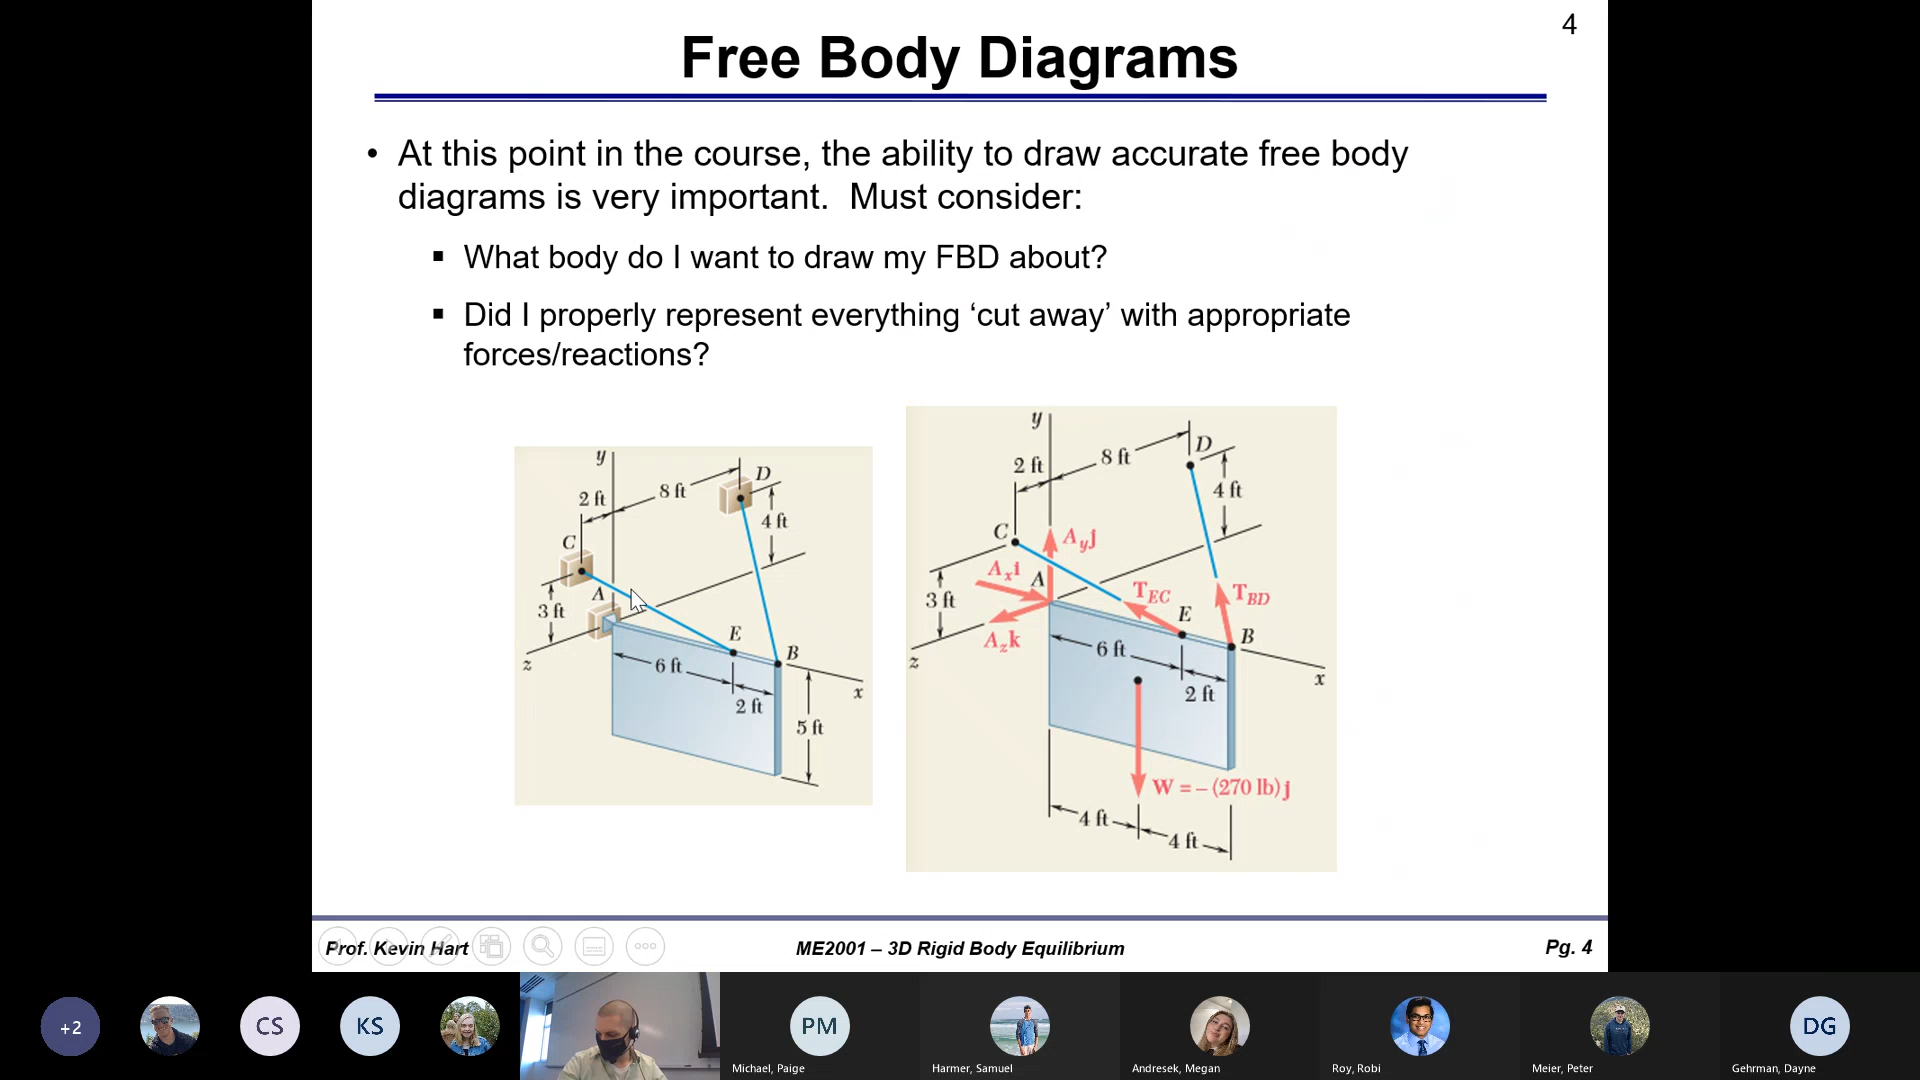 4
Free Body Diagrams
• At this point in the course, the ability to draw accurate free body
diagrams is very important.  Must consider:
▪ What body do I want to draw my FBD about?
▪ Did I properly represent everything ‘cut away’ with appropriate
forces/reactions?
y
2 ft
8 ft
D
4 ft
C
A
3 ft
z
E
B
6 ft
2 ft
x
5 ft
y
2 ft
8 ft
D
4 ft
C
Ayj
Axi
A
3 ft
Azk
z
TEC
TBD
E
B
6 ft
2 ft
x
W = – (270 lb)j
4 ft
4 ft
Prof. Kevin Hart
ME2001 – 3D Rigid Body Equilibrium
Pg. 4
+2
CS
KS
PM
DG
Michael, Paige
Harmer, Samuel
Andresek, Megan
Roy, Robi
Meier, Peter
Gehrman, Dayne